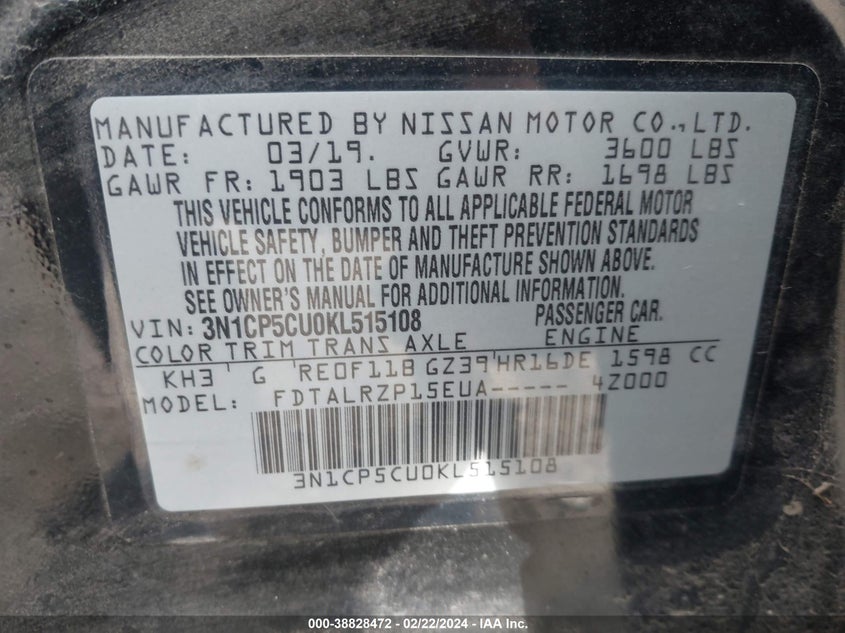 MANUFACTURED BY NISSAN MOTOR CO., LTD.
DATE: 03/19. GVWR: 3600 LBS
GAWR FR: 1903 LBS GAWR RR: 1698 LBS
THIS VEHICLE CONFORMS TO ALL APPLICABLE FEDERAL MOTOR
VEHICLE SAFETY, BUMPER AND THEFT PREVENTION STANDARDS
IN EFFECT ON THE DATE OF MANUFACTURE SHOWN ABOVE.
SEE OWNER'S MANUAL FOR ADDITIONAL INFORMATION.
VIN: 3N1CP5CU0KL515108 PASSENGER CAR.
COLOR TRIM TRANS AXLE ENGINE
KH3 ' G 'RE0F11B GZ39'HR16DE 1598 CC
MODEL: FDTALRZP15EUA----- 4Z000
3N1CP5CU0KL515108
000-38828472 - 02/22/2024 - IAA Inc.